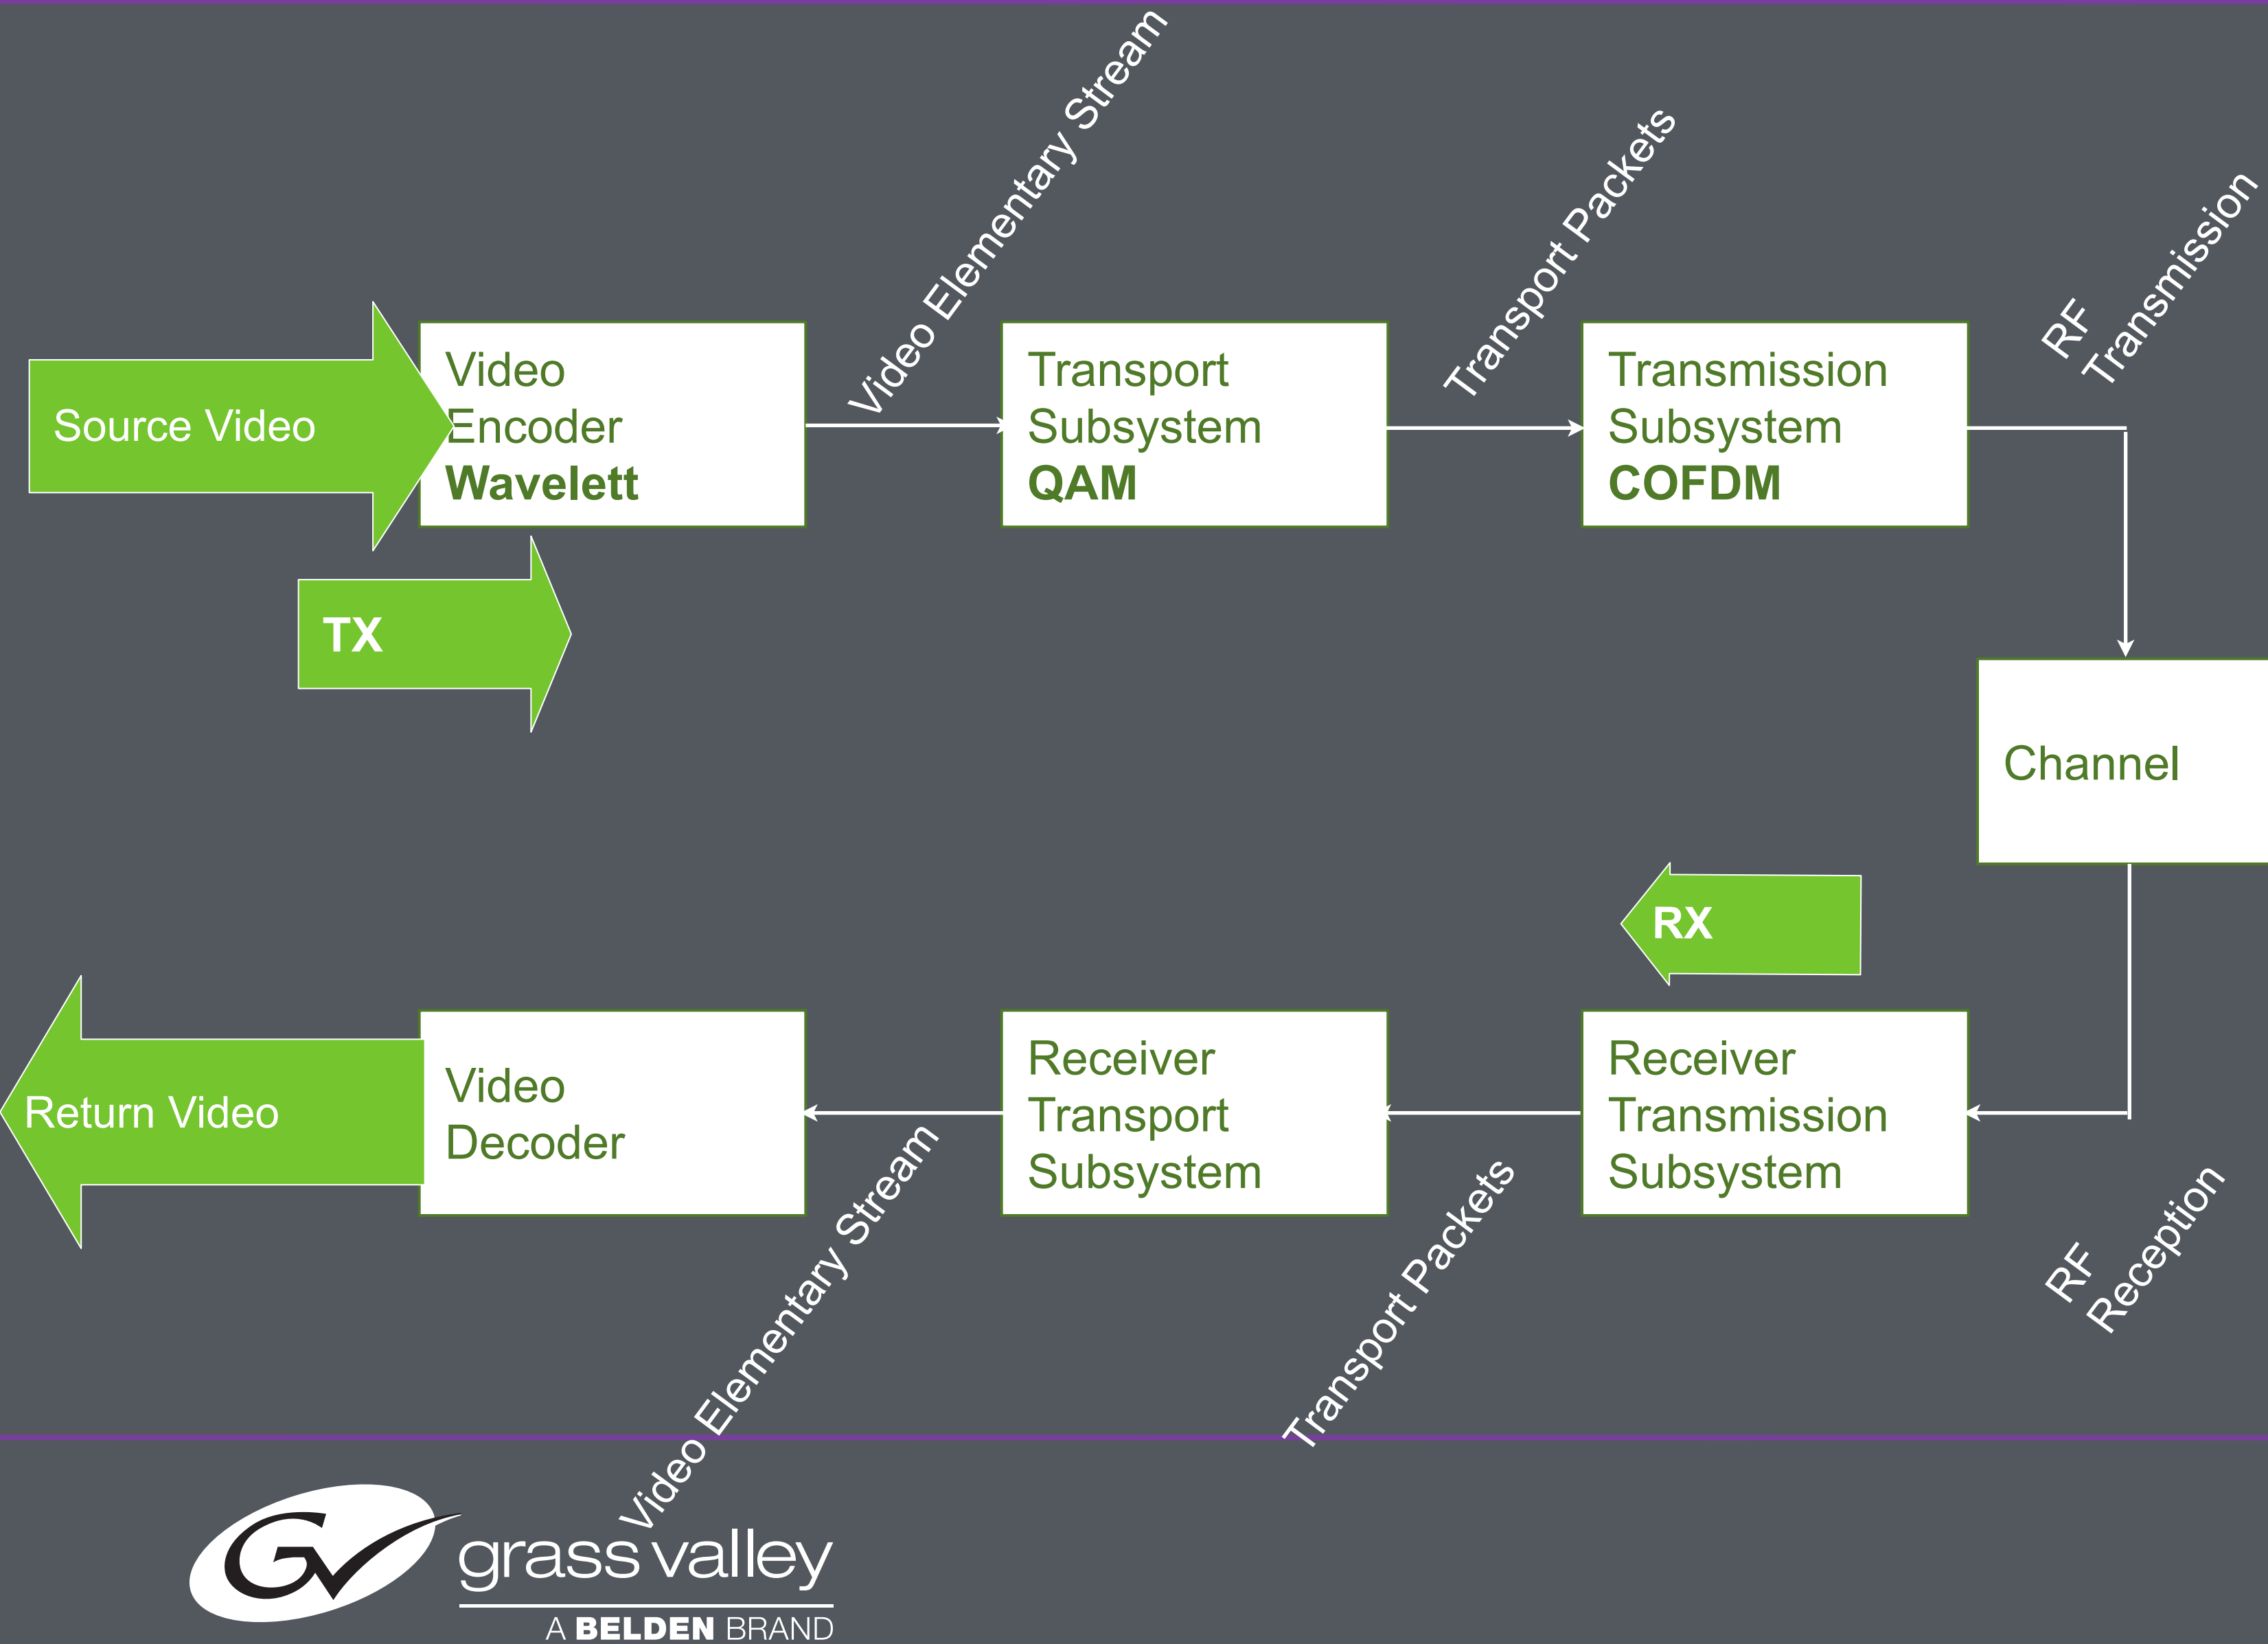 Video Elementary Stream
Transport Packets
RF
Transmission
Source Video
Video
Encoder
Wavelett
Transport
Subsystem
QAM
Transmission
Subsystem
COFDM
TX
Channel
RX
Return Video
Video
Decoder
Receiver
Transport
Subsystem
Receiver
Transmission
Subsystem
Video Elementary Stream
Transport Packets
RF
Reception
GV
grass valley
A BELDEN BRAND